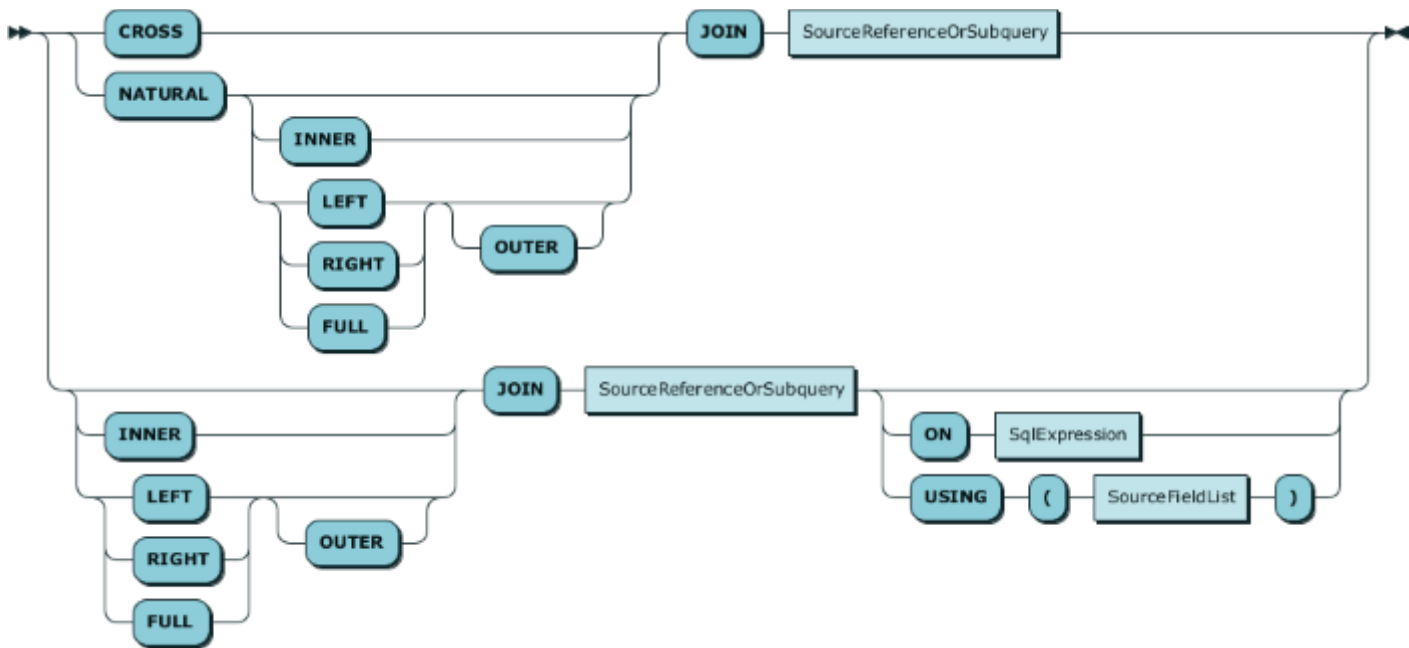 CROSS JOIN SourceReferenceOrSubquery
NATURAL
INNER
LEFT
OUTER
RIGHT
FULL
JOIN SourceReferenceOrSubquery
INNER ON SqlExpression
LEFT USING ( SourceFieldList )
OUTER
RIGHT
FULL